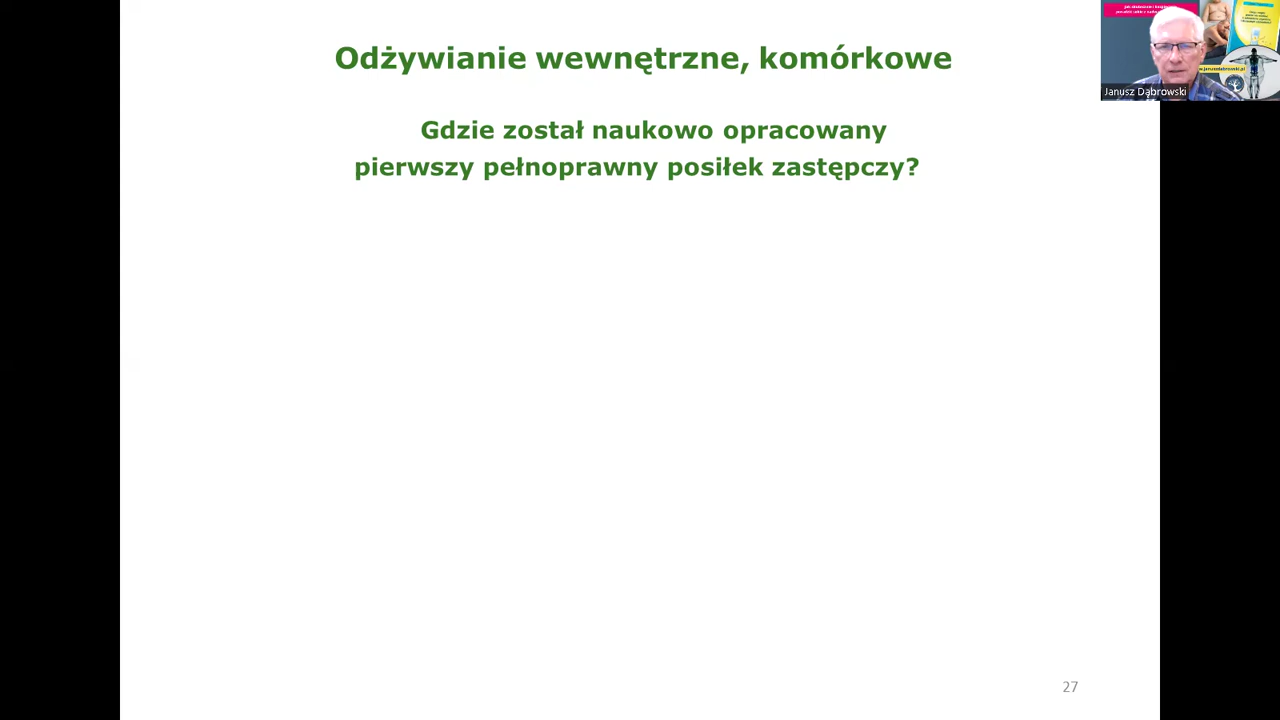 Odżywianie wewnętrzne, komórkowe
Gdzie został naukowo opracowany
pierwszy pełnoprawny posiłek zastępczy?
Janusz Dąbrowski
27